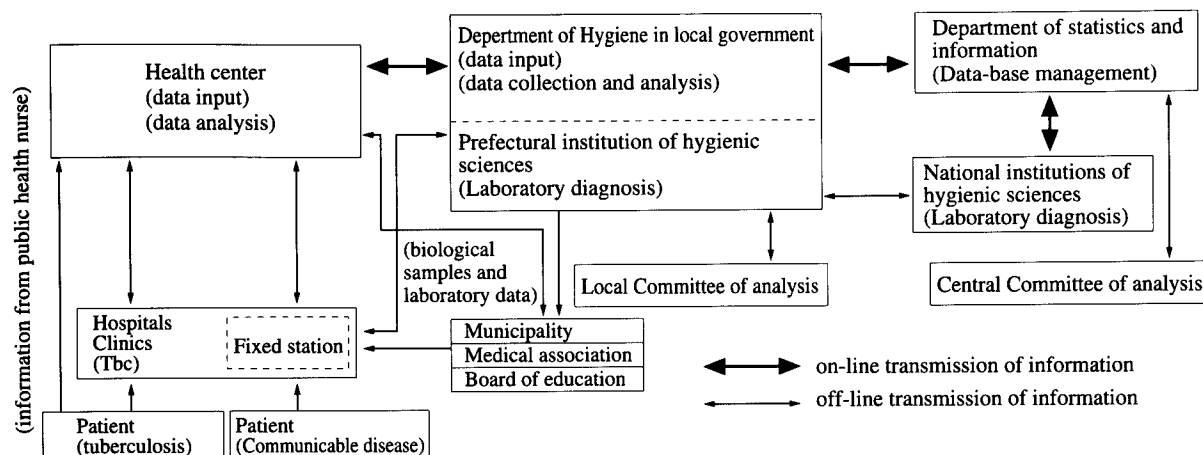 (information from public health nurse)
Health center
(data input)
(data analysis)
Depertment of Hygiene in local government
(data input)
(data collection and analysis)
Prefectural institution of hygienic
sciences
(Laboratory diagnosis)
Department of statistics and
information
(Data-base management)
National institutions of
hygienic sciences
(Laboratory diagnosis)
(biological
samples and
laboratory data)
Local Committee of analysis
Central Committee of analysis
Hospitals
Clinics
(Tbc)
Fixed station
Municipality
Medical association
Board of education
on-line transmission of information
off-line transmission of information
Patient
(tuberculosis)
Patient
(Communicable disease)